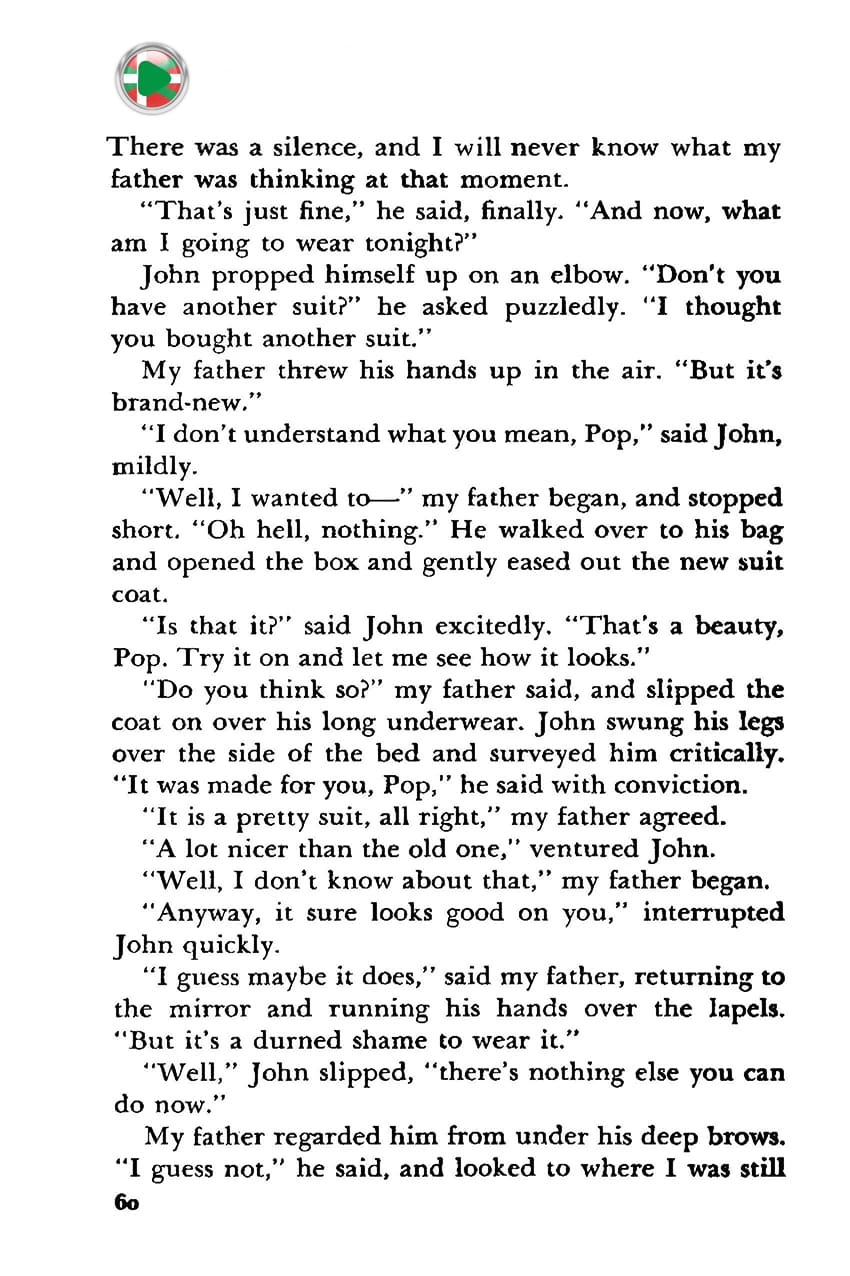 There was a silence, and I will never know what my
father was thinking at that moment.
“That’s just fine,” he said, finally. “And now, what
am I going to wear tonight?”
John propped himself up on an elbow. “Don’t you
have another suit?” he asked puzzledly. “I thought
you bought another suit.”
My father threw his hands up in the air. “But it’s
brand-new.”
“I don’t understand what you mean, Pop,” said John,
mildly.
“Well, I wanted to—” my father began, and stopped
short. “Oh hell, nothing.” He walked over to his bag
and opened the box and gently eased out the new suit
coat.
“Is that it?” said John excitedly. “That’s a beauty,
Pop. Try it on and let me see how it looks.”
“Do you think so?” my father said, and slipped the
coat on over his long underwear. John swung his legs
over the side of the bed and surveyed him critically.
“It was made for you, Pop,” he said with conviction.
“It is a pretty suit, all right,” my father agreed.
“A lot nicer than the old one,” ventured John.
“Well, I don’t know about that,” my father began.
“Anyway, it sure looks good on you,” interrupted
John quickly.
“I guess maybe it does,” said my father, returning to
the mirror and running his hands over the lapels.
“But it’s a durned shame to wear it.”
“Well,” John slipped, “there’s nothing else you can
do now.”
My father regarded him from under his deep brows.
“I guess not,” he said, and looked to where I was still
60